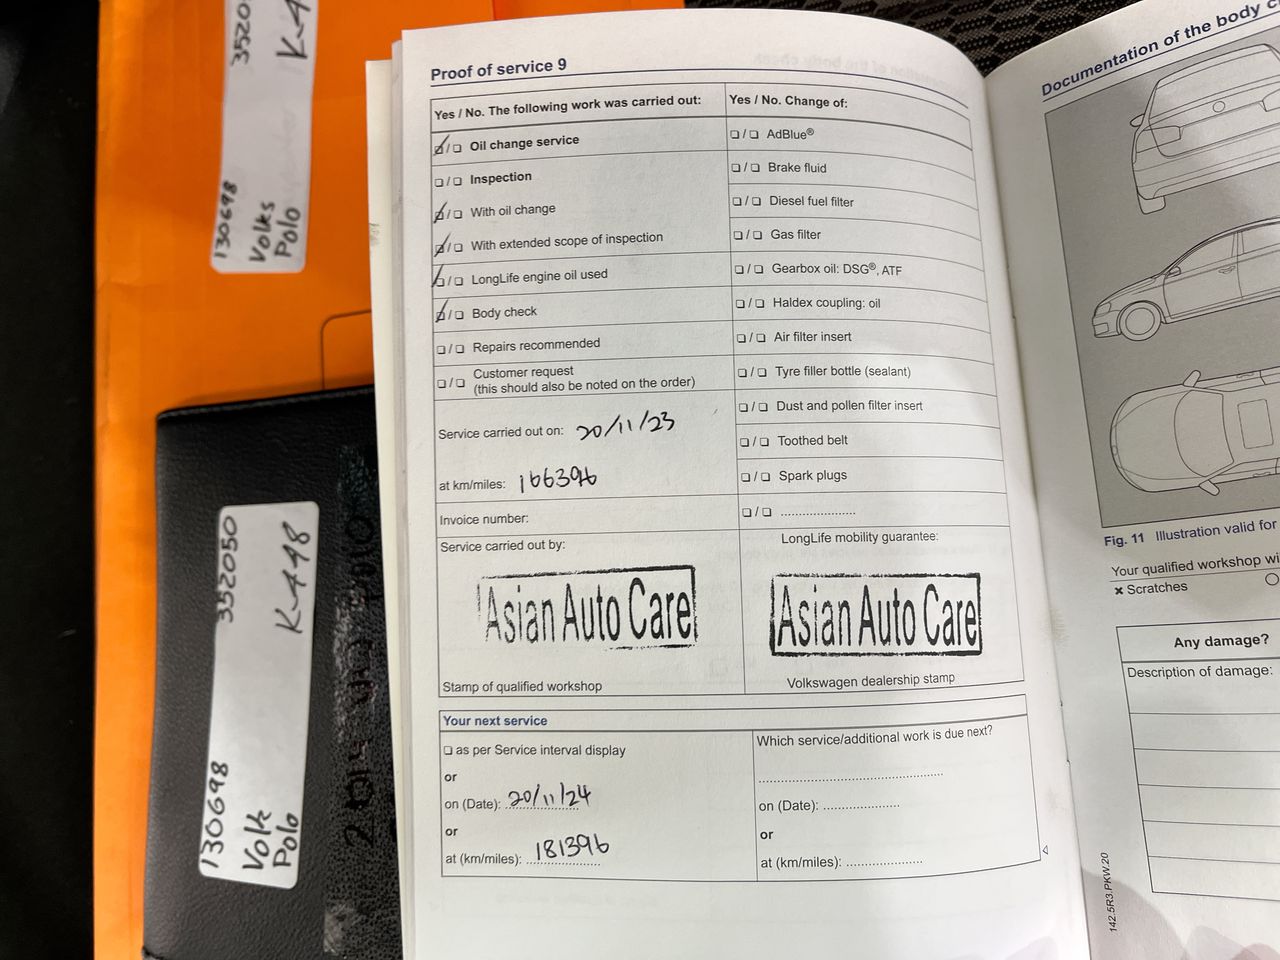 130698 35205
Volks K-4
Polo
352050
K-448
130698
Volk
Polo
Proof of service 9
Yes / No. The following work was carried out:
Oil change service
Inspection
With oil change
With extended scope of inspection
LongLife engine oil used
Body check
Repairs recommended
Customer request
(this should also be noted on the order)
Service carried out on: 20/11/23
at km/miles: 166396
Invoice number:
Service carried out by:
Asian Auto Care
Stamp of qualified workshop
Yes / No. Change of:
AdBlue®
Brake fluid
Diesel fuel filter
Gas filter
Gearbox oil: DSG®, ATF
Haldex coupling: oil
Air filter insert
Tyre filler bottle (sealant)
Dust and pollen filter insert
Toothed belt
Spark plugs
LongLife mobility guarantee:
Asian Auto Care
Volkswagen dealership stamp
Your next service
as per Service interval display
or
on (Date): 20/11/24
or
at (km/miles): 181396
Which service/additional work is due next?
on (Date):
or
at (km/miles):
Documentation of the body c
Fig. 11 Illustration valid for
Your qualified workshop wi
× Scratches
Any damage?
Description of damage:
142.5R3.PKW.20